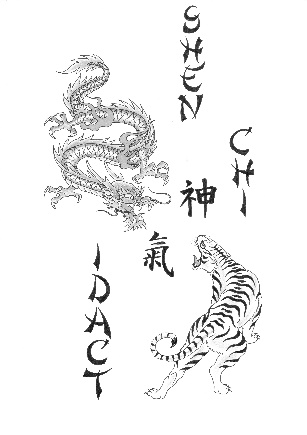 SHEN
CHI
神
氣
IDACT